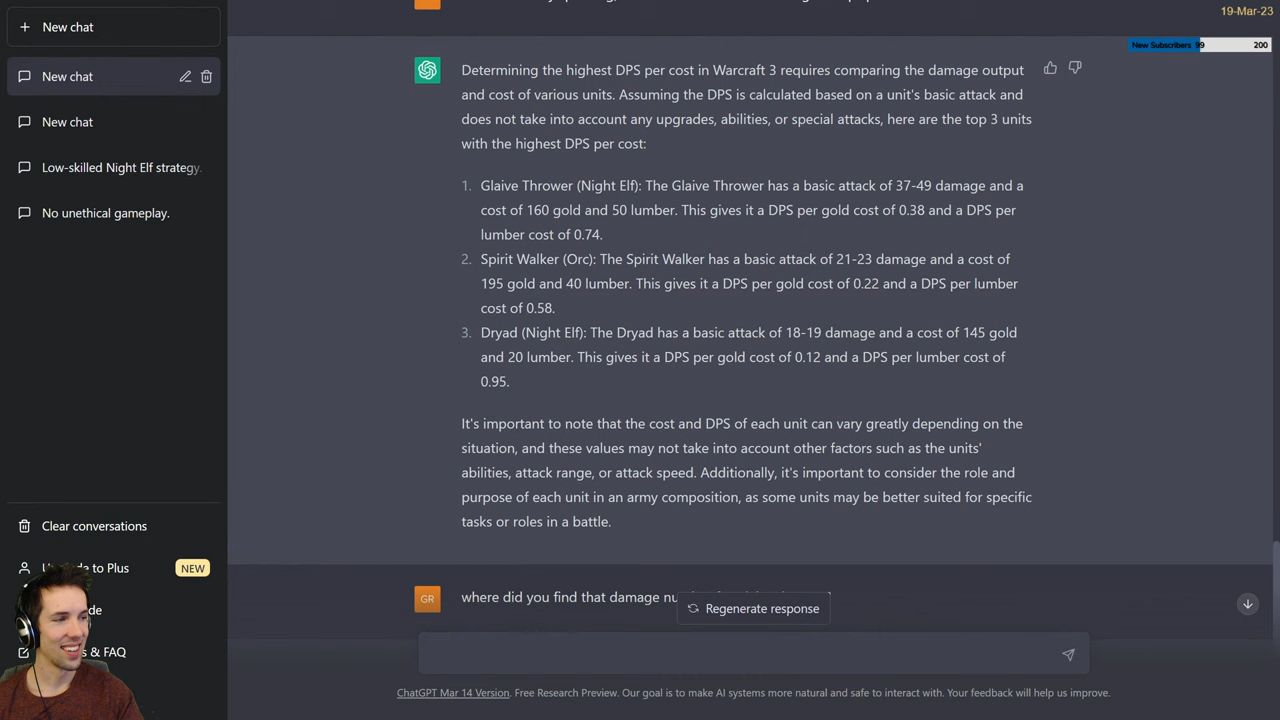 19-Mar-23
New Subscribers 99 200
New chat
New chat
New chat
Low-skilled Night Elf strategy.
No unethical gameplay.
Determining the highest DPS per cost in Warcraft 3 requires comparing the damage output
and cost of various units. Assuming the DPS is calculated based on a unit's basic attack and
does not take into account any upgrades, abilities, or special attacks, here are the top 3 units
with the highest DPS per cost:
1. Glaive Thrower (Night Elf): The Glaive Thrower has a basic attack of 37-49 damage and a
cost of 160 gold and 50 lumber. This gives it a DPS per gold cost of 0.38 and a DPS per
lumber cost of 0.74.
2. Spirit Walker (Orc): The Spirit Walker has a basic attack of 21-23 damage and a cost of
195 gold and 40 lumber. This gives it a DPS per gold cost of 0.22 and a DPS per lumber
cost of 0.58.
3. Dryad (Night Elf): The Dryad has a basic attack of 18-19 damage and a cost of 145 gold
and 20 lumber. This gives it a DPS per gold cost of 0.12 and a DPS per lumber cost of
0.95.
It's important to note that the cost and DPS of each unit can vary greatly depending on the
situation, and these values may not take into account other factors such as the units'
abilities, attack range, or attack speed. Additionally, it's important to consider the role and
purpose of each unit in an army composition, as some units may be better suited for specific
tasks or roles in a battle.
Clear conversations
to Plus NEW
& FAQ
GR where did you find that damage
Regenerate response
ChatGPT Mar 14 Version. Free Research Preview. Our goal is to make AI systems more natural and safe to interact with. Your feedback will help us improve.